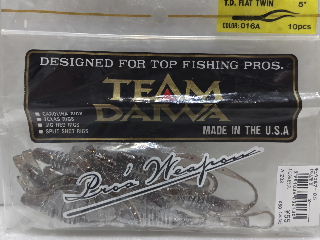 T.D. FLAT TWIN 5"
COLOR: 016A 10pcs
DESIGNED FOR TOP FISHING PROS.
TEAM
DAIWA
CAROLINA RIGS
TEXAS RIGS
JIG HED RIGS
SPLIT SHOT RIGS
MADE IN THE U.S.A
Pro's Weapon